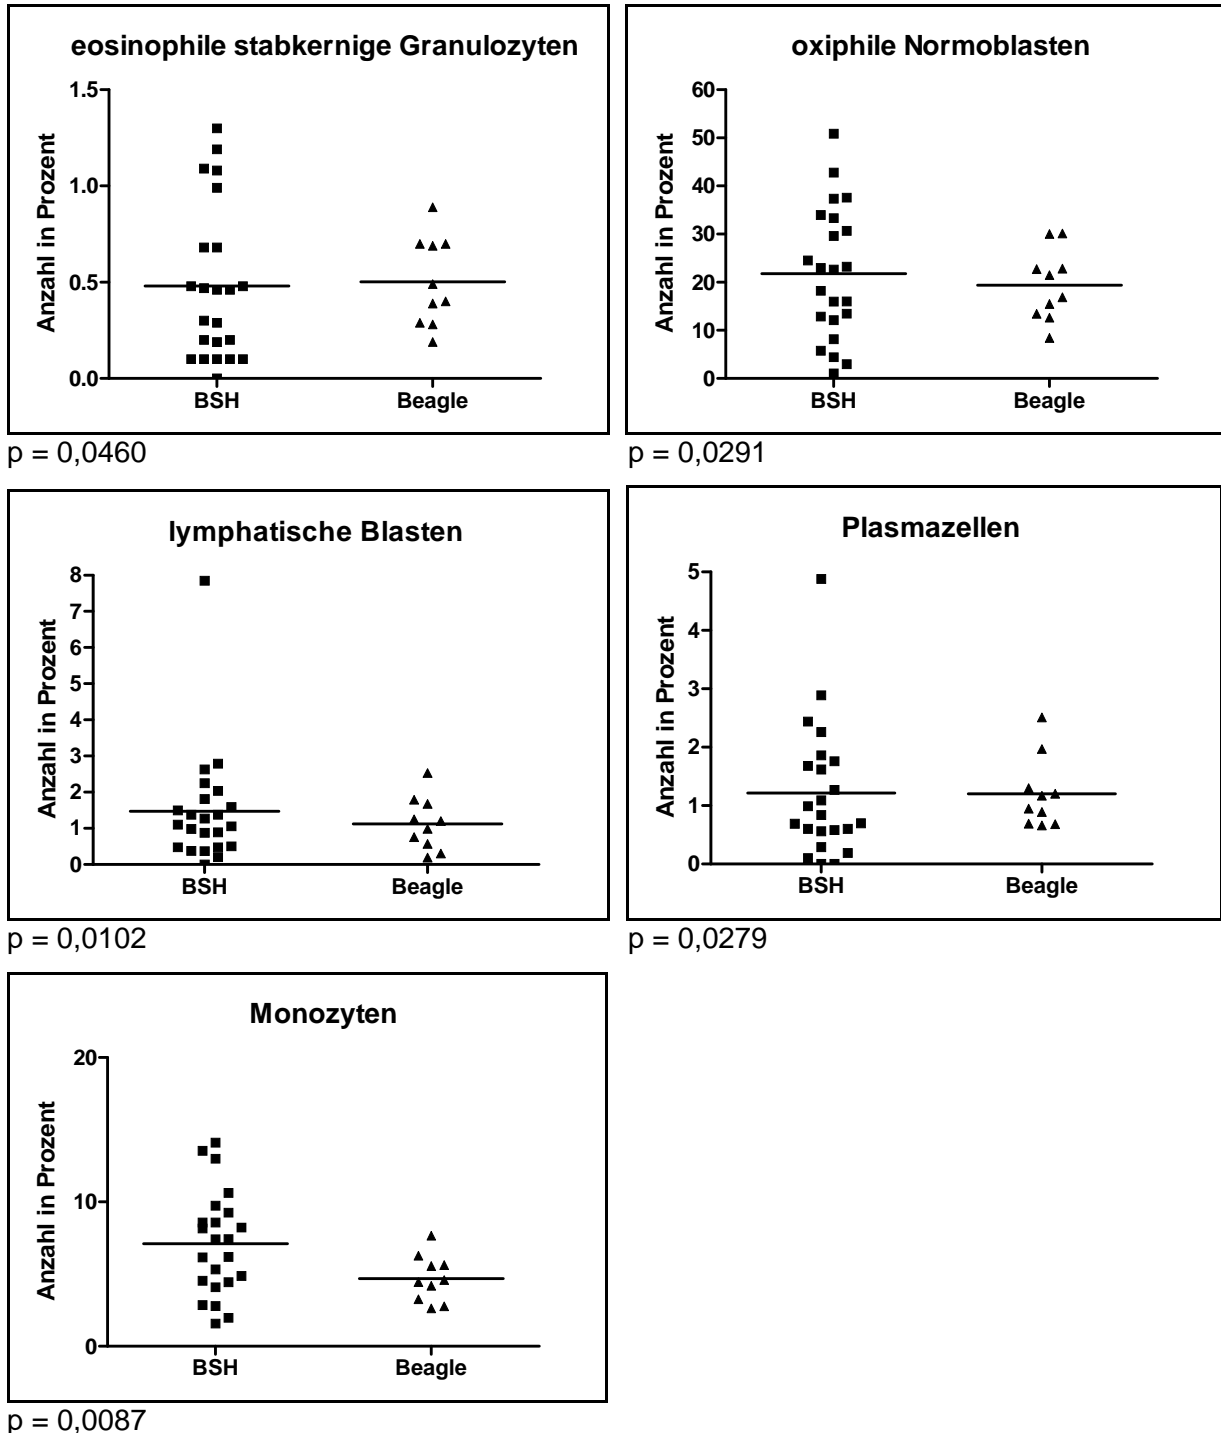 eosinophile stabkernige Granulozyten
Anzahl in Prozent
1.5
1.0
0.5
0.0
BSH Beagle
p = 0,0460
oxiphile Normoblasten
Anzahl in Prozent
60
50
40
30
20
10
0
BSH Beagle
p = 0,0291
lymphatische Blasten
Anzahl in Prozent
8
7
6
5
4
3
2
1
0
BSH Beagle
p = 0,0102
Plasmazellen
Anzahl in Prozent
5
4
3
2
1
0
BSH Beagle
p = 0,0279
Monozyten
Anzahl in Prozent
20
10
0
BSH Beagle
p = 0,0087